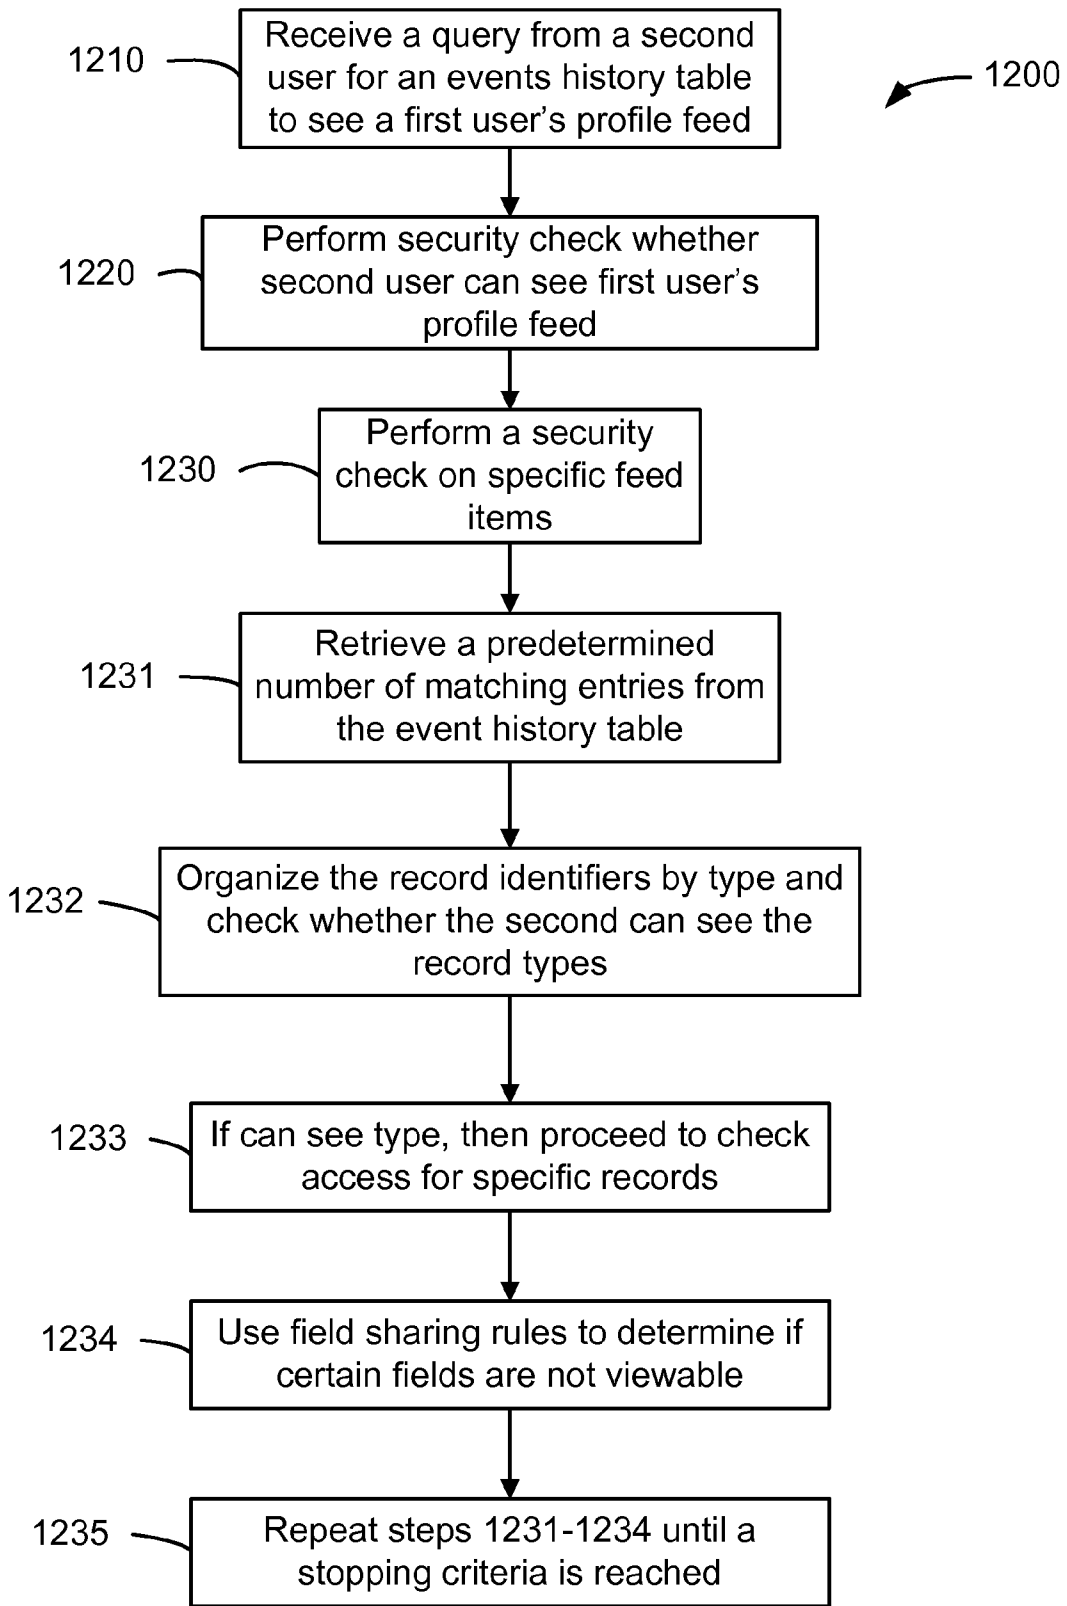 1210
Receive a query from a second
user for an events history table
to see a first user's profile feed
1200
1220
Perform security check whether
second user can see first user's
profile feed
1230
Perform a security
check on specific feed
items
1231
Retrieve a predetermined
number of matching entries from
the event history table
1232
Organize the record identifiers by type and
check whether the second can see the
record types
1233
If can see type, then proceed to check
access for specific records
1234
Use field sharing rules to determine if
certain fields are not viewable
1235
Repeat steps 1231-1234 until a
stopping criteria is reached